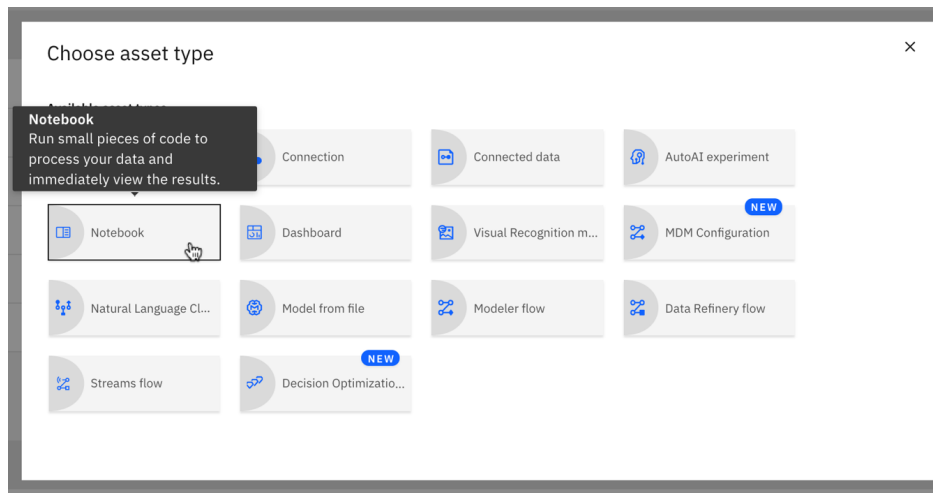 Choose asset type
Notebook
Run small pieces of code to
process your data and
immediately view the results.
Connection
Connected data
AutoAI experiment
Notebook
Dashboard
Visual Recognition m...
NEW
MDM Configuration
Natural Language Cl...
Model from file
Modeler flow
Data Refinery flow
Streams flow
NEW
Decision Optimizatio...